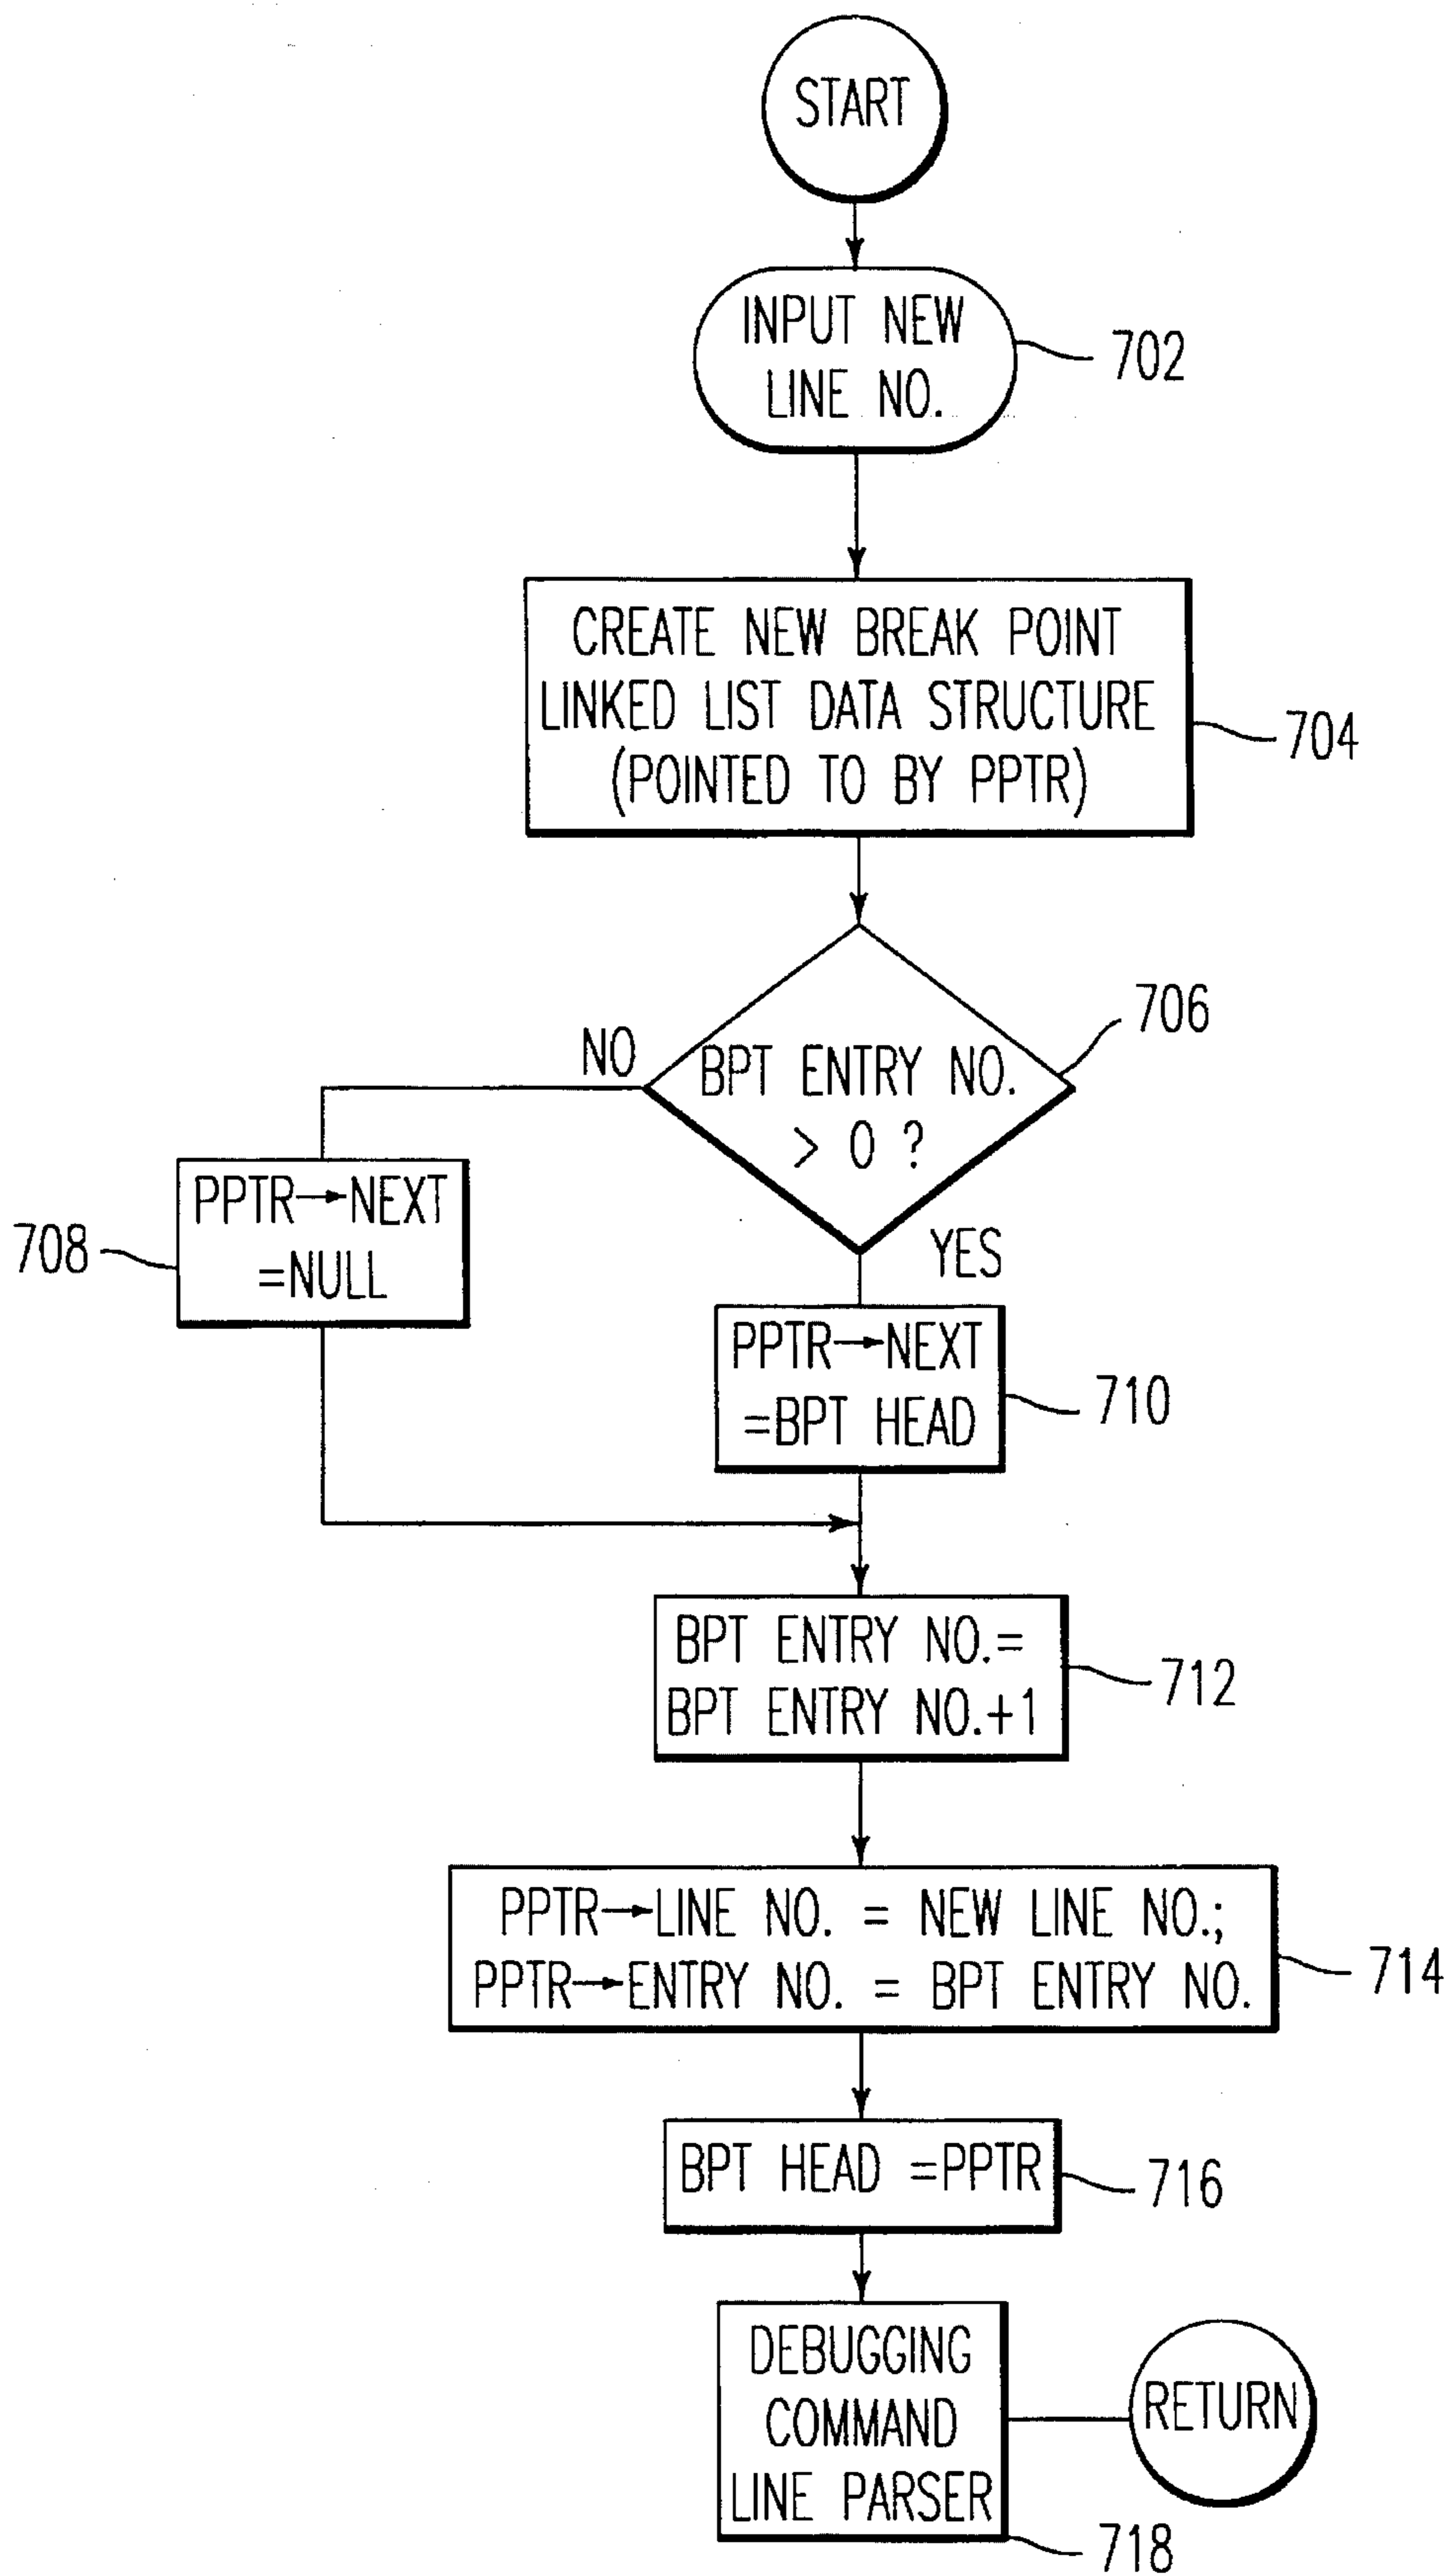 START
INPUT NEW
LINE NO.
702
CREATE NEW BREAK POINT
LINKED LIST DATA STRUCTURE
(POINTED TO BY PPTR)
704
706
NO
BPT ENTRY NO.
> 0 ?
YES
PPTR→NEXT
=NULL
708
PPTR→NEXT
=BPT HEAD
710
BPT ENTRY NO.=
BPT ENTRY NO.+1
712
PPTR→LINE NO. = NEW LINE NO.;
PPTR→ENTRY NO. = BPT ENTRY NO.
714
BPT HEAD =PPTR
716
DEBUGGING
COMMAND
LINE PARSER
718
RETURN